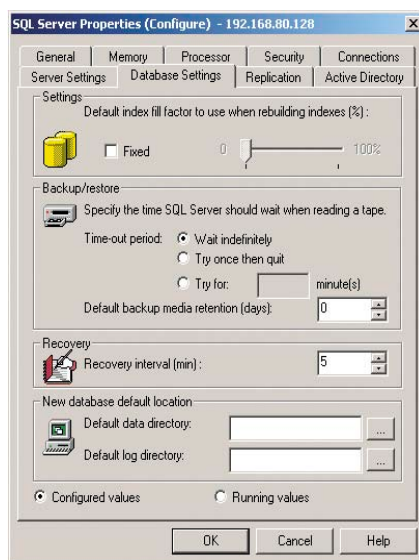 SQL Server Properties (Configure) - 192.168.80.128
General Memory Processor Security Connections
Server Settings Database Settings Replication Active Directory
Settings
Default index fill factor to use when rebuilding indexes (%) :
Fixed 0 100%
Backup/restore
Specify the time SQL Server should wait when reading a tape.
Time-out period: Wait indefinitely
Try once then quit
Try for: minute(s)
Default backup media retention (days): 0
Recovery
Recovery interval (min) : 5
New database default location
Default data directory: ...
Default log directory: ...
Configured values Running values
OK Cancel Help